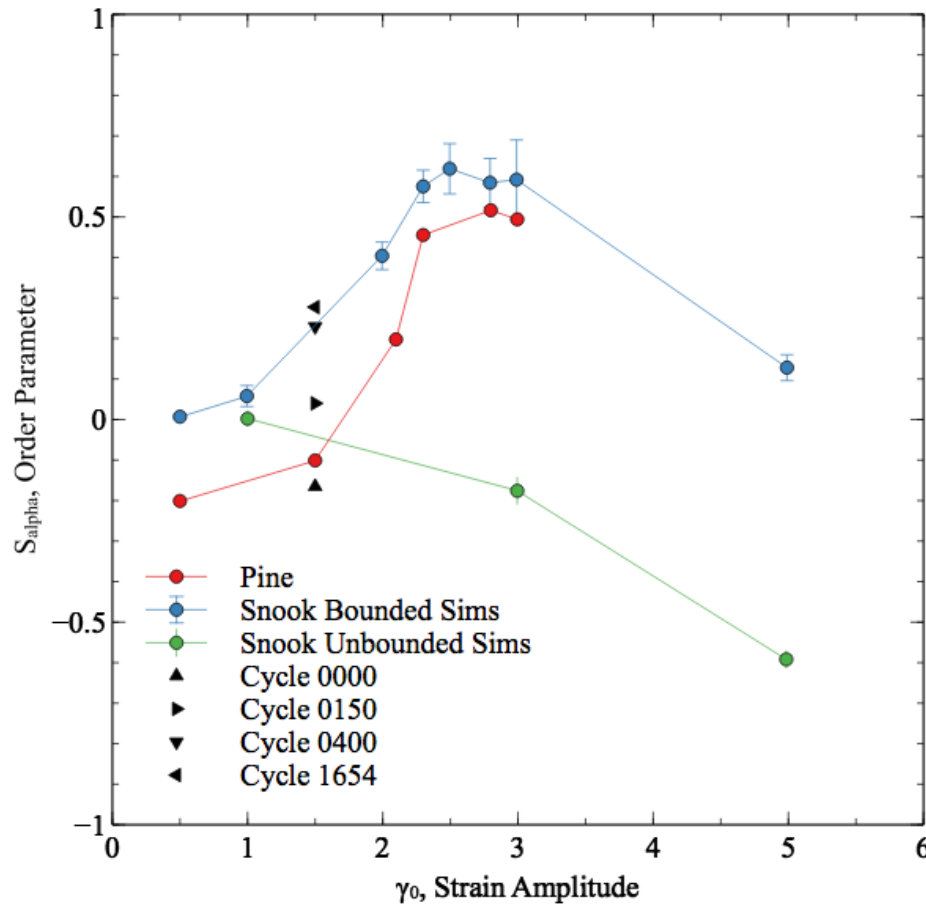 1
0.5
0
−0.5
−1
S_alpha, Order Parameter
Pine
Snook Bounded Sims
Snook Unbounded Sims
Cycle 0000
Cycle 0150
Cycle 0400
Cycle 1654
0 1 2 3 4 5 6
γ₀, Strain Amplitude